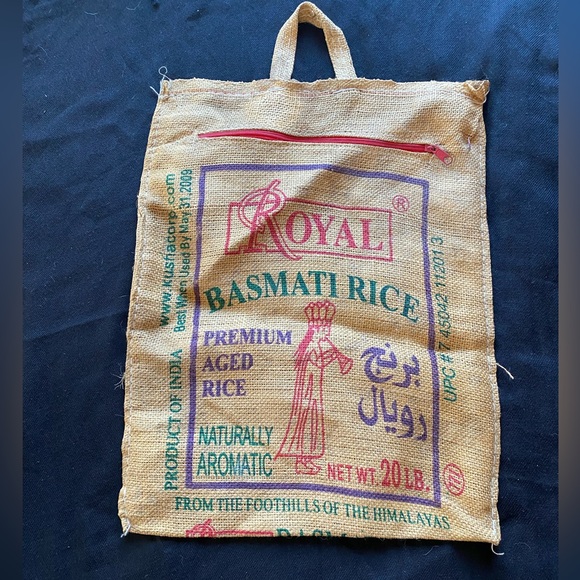 ROYAL ®
BASMATI RICE
PREMIUM
AGED
RICE
برنج
رويال
NATURALLY
AROMATIC
NET WT. 20 LB.
FROM THE FOOTHILLS OF THE HIMALAYAS
PRODUCT OF INDIA
www.kushacorp.com
Best When Used By May 31, 2009
UPC # 7 45042 11201 3